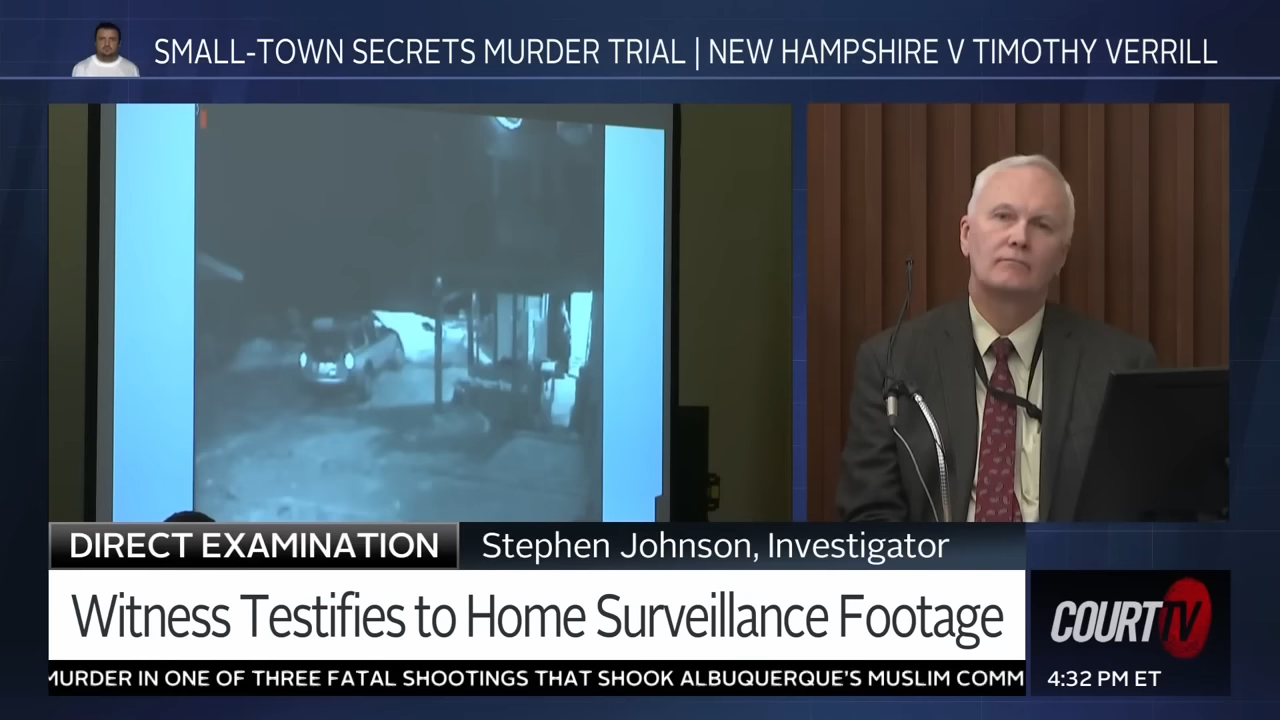 SMALL-TOWN SECRETS MURDER TRIAL | NEW HAMPSHIRE V TIMOTHY VERRILL
DIRECT EXAMINATION
Stephen Johnson, Investigator
Witness Testifies to Home Surveillance Footage
COURT TV
MURDER IN ONE OF THREE FATAL SHOOTINGS THAT SHOOK ALBUQUERQUE'S MUSLIM COMM
4:32 PM ET